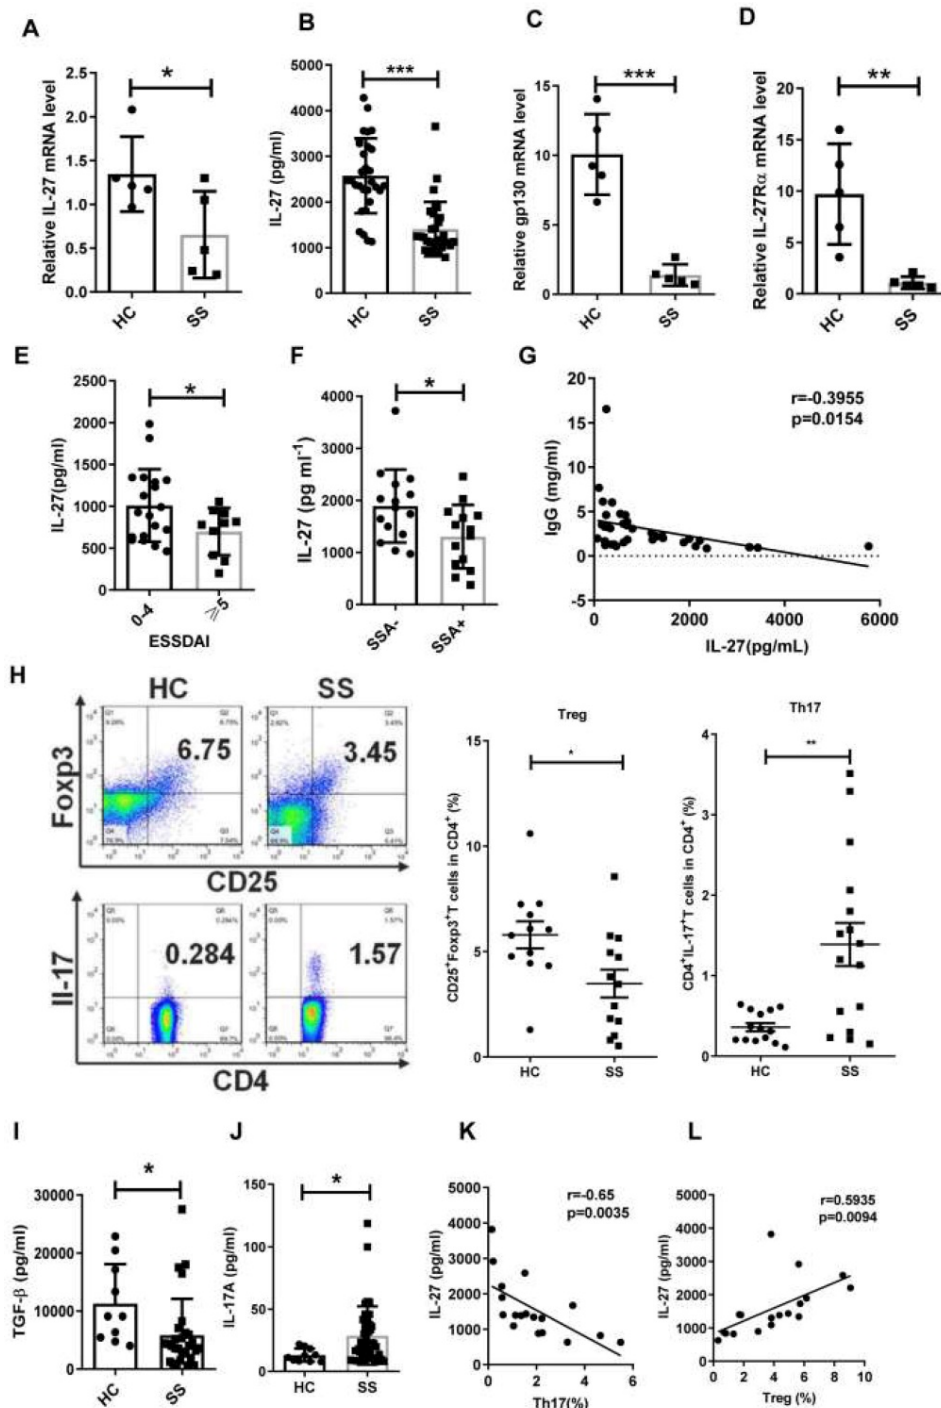 A
Relative IL-27 mRNA level
2.5
2.0
1.5
1.0
0.5
0.0
*
HC
SS
B
IL-27 (pg/ml)
5000
4000
3000
2000
1000
0
***
HC
SS
C
Relative gp130 mRNA level
15
10
5
0
***
HC
SS
D
Relative IL-27Rα mRNA level
20
15
10
5
0
**
HC
SS
E
IL-27(pg/ml)
2500
2000
1500
1000
500
0
*
0-4
⩾5
ESSDAI
F
IL-27 (pg ml⁻¹)
4000
3000
2000
1000
0
*
SSA-
SSA+
G
IgG (mg/ml)
20
15
10
5
0
-5
r=-0.3955
p=0.0154
0
2000
4000
6000
IL-27(pg/mL)
H
HC
SS
Foxp3
6.75
3.45
CD25
Il-17
0.284
1.57
CD4
Treg
CD25⁺Foxp3⁺T cells in CD4⁺ (%)
15
10
5
0
*
HC
SS
Th17
CD4⁺IL-17⁺T cells in CD4⁺ (%)
4
3
2
1
0
**
HC
SS
I
TGF-β (pg/ml)
30000
20000
10000
0
*
HC
SS
J
IL-17A (pg/ml)
150
100
50
0
*
HC
SS
K
IL-27 (pg/ml)
5000
4000
3000
2000
1000
0
r=-0.65
p=0.0035
0
2
4
6
Th17(%)
L
IL-27 (pg/ml)
5000
4000
3000
2000
1000
0
r=0.5935
p=0.0094
0
2
4
6
8
10
Treg (%)